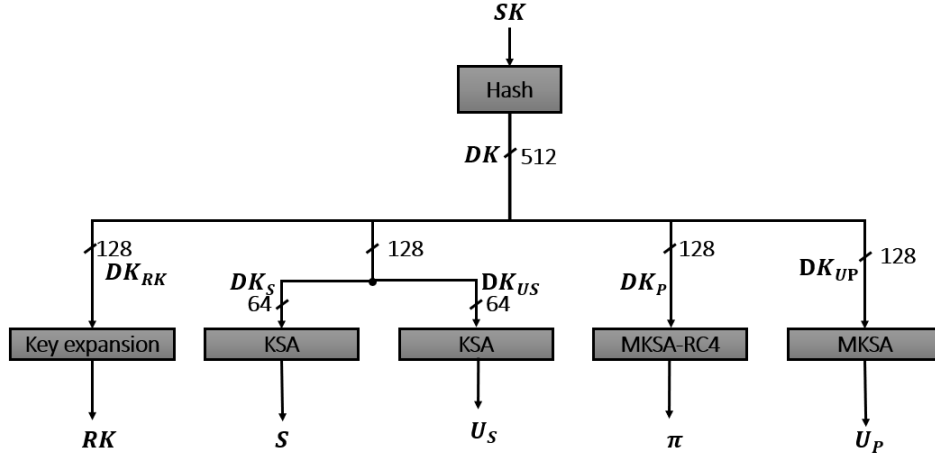 SK
Hash
DK 512
128 128 128 128
DK_RK DK_S DK_US DK_P DK_UP
64 64
Key expansion KSA KSA MKSA-RC4 MKSA
RK S U_S π U_P